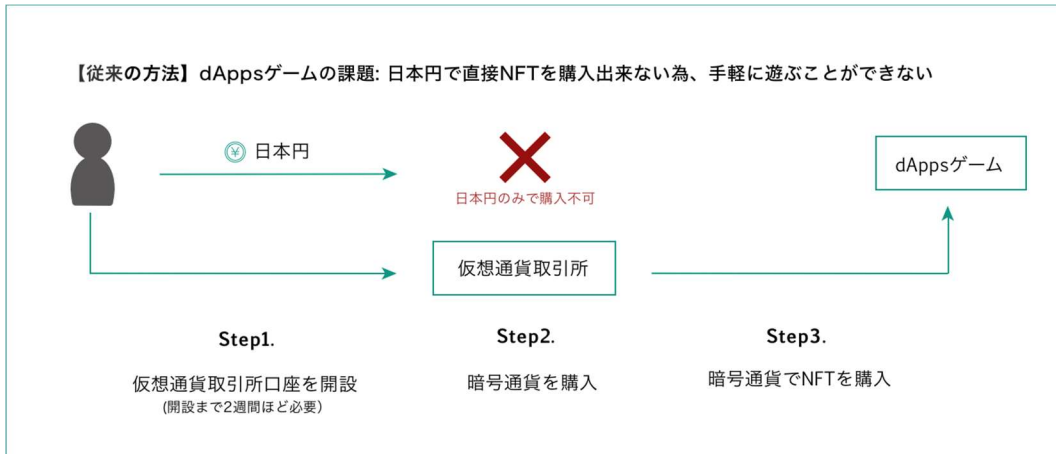 【従来の方法】dAppsゲームの課題: 日本円で直接NFTを購入出来ない為、手軽に遊ぶことができない
¥ 日本円
日本円のみで購入不可
dAppsゲーム
仮想通貨取引所
Step1.
仮想通貨取引所口座を開設
(開設まで2週間ほど必要)
Step2.
暗号通貨を購入
Step3.
暗号通貨でNFTを購入